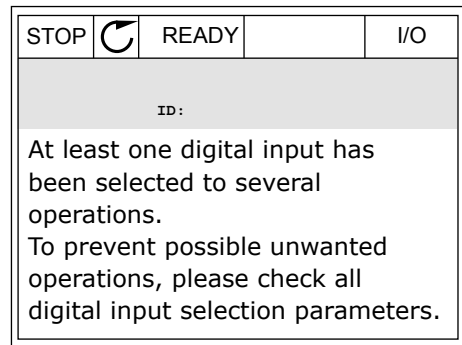 STOP READY I/O
ID:
At least one digital input has
been selected to several
operations.
To prevent possible unwanted
operations, please check all
digital input selection parameters.